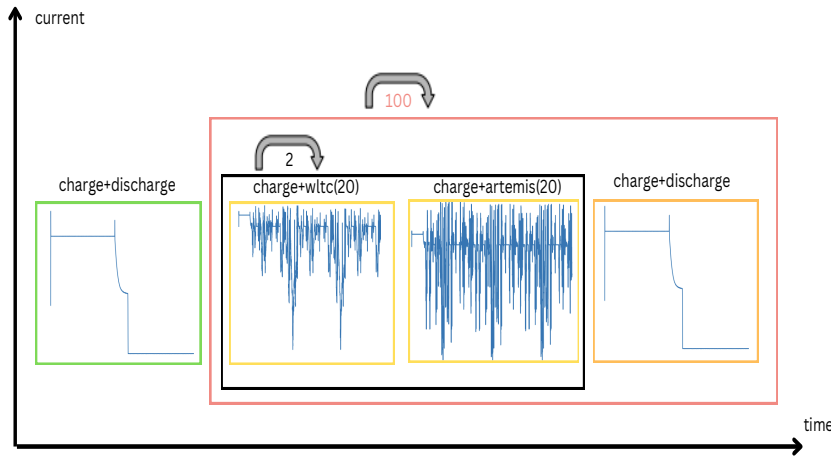 current
100
2
charge+discharge
charge+wltc(20)
charge+artemis(20)
charge+discharge
time